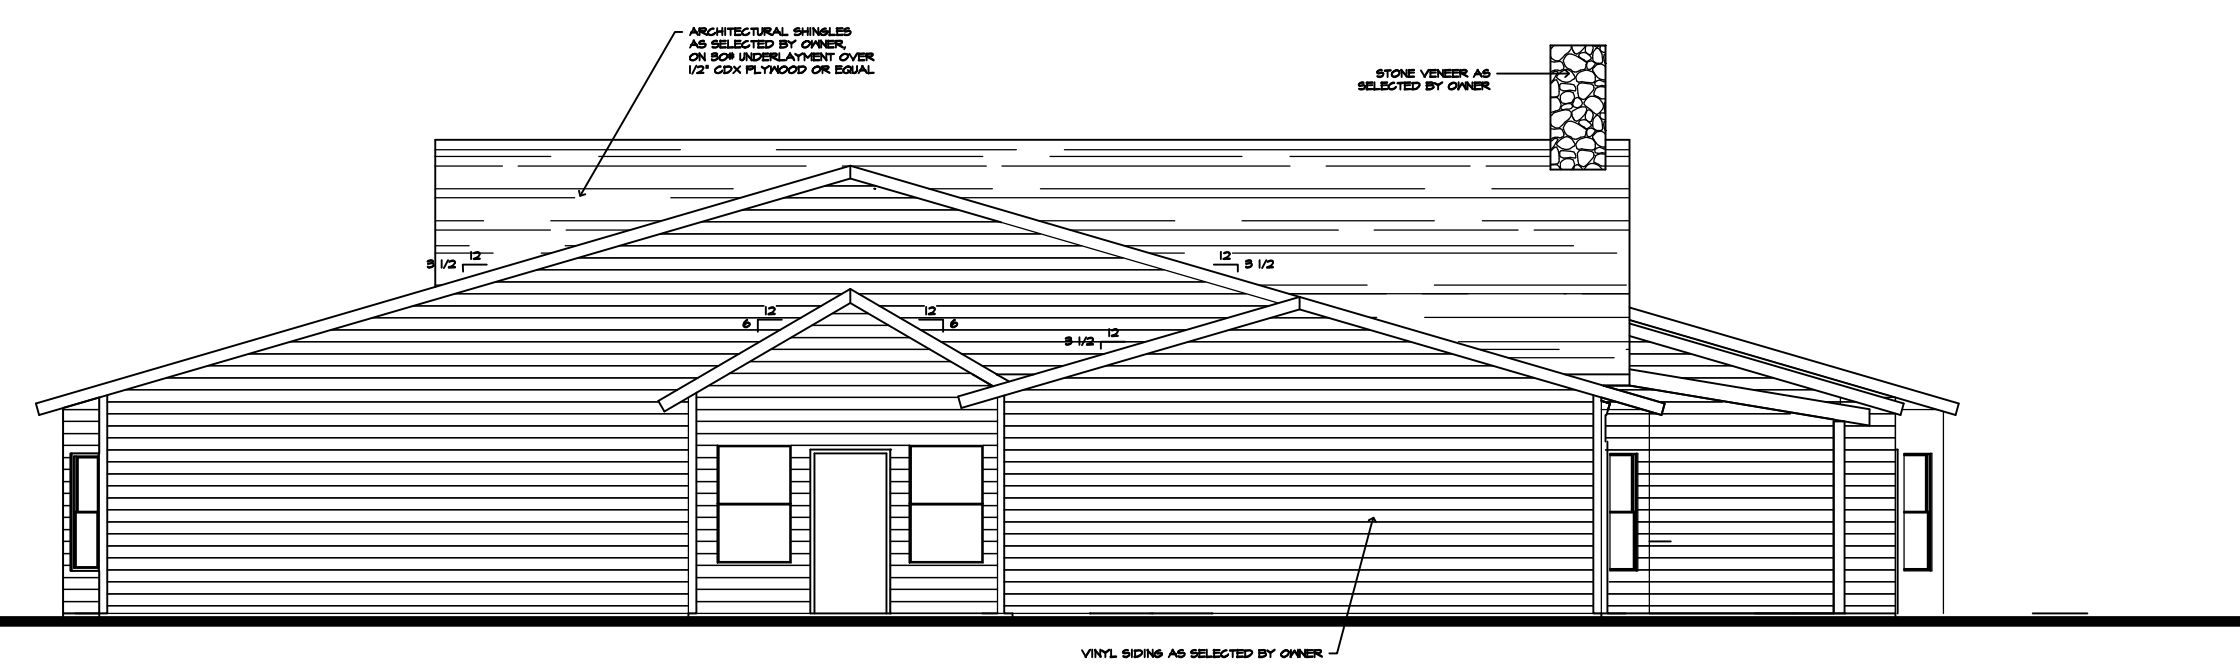 ARCHITECTURAL SHINGLES
AS SELECTED BY OWNER,
ON 30# UNDERLAYMENT OVER
1/2" CDX PLYWOOD OR EQUAL
STONE VENEER AS
SELECTED BY OWNER
12
3 1/2
12
3 1/2
12
6
12
6
12
3 1/2
VINYL SIDING AS SELECTED BY OWNER